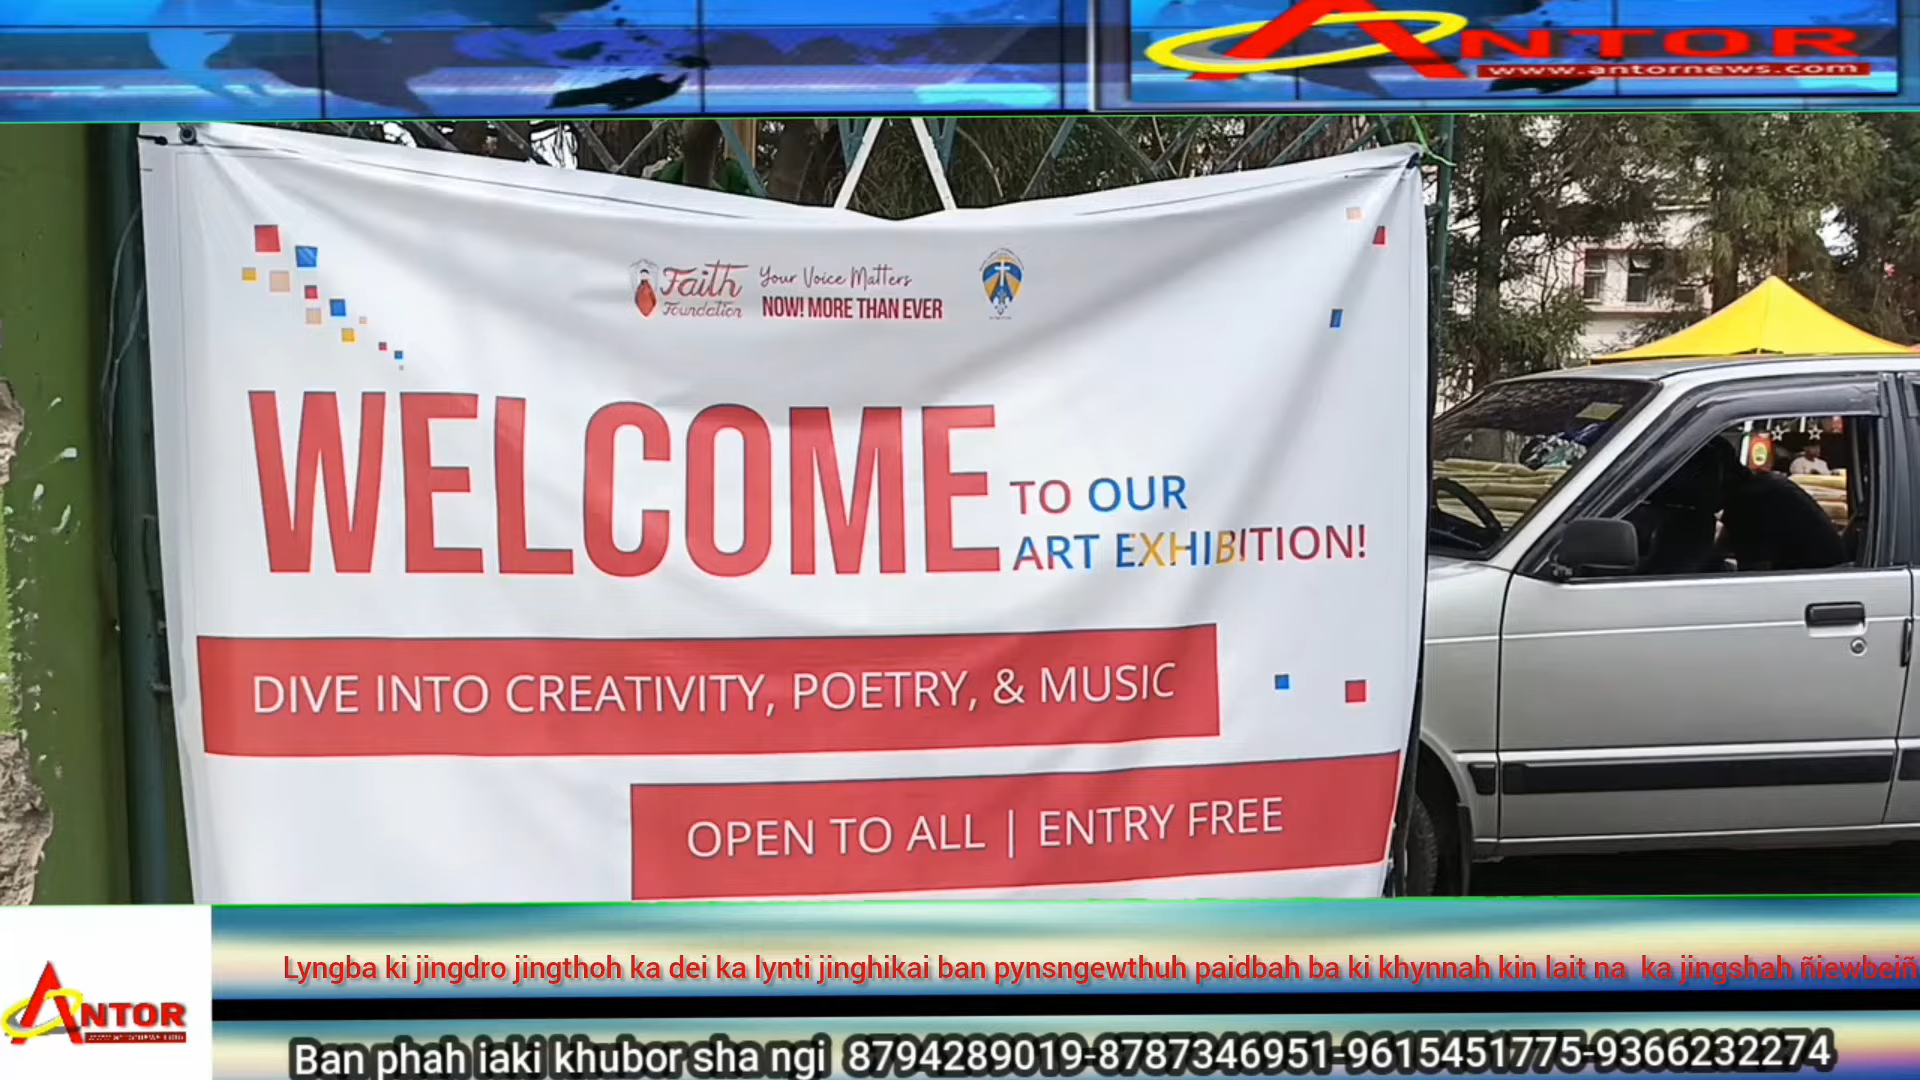 ANTOR
www.antornews.com
Faith
Foundation
Your Voice Matters
NOW! MORE THAN EVER
WELCOME
TO OUR
ART EXHIBITION!
DIVE INTO CREATIVITY, POETRY, & MUSIC
OPEN TO ALL | ENTRY FREE
Lyngba ki jingdro jingthoh ka dei ka lynti jinghikai ban pynsngewthuh paidbah ba ki khynnah kin lait na ka jingshah ñiewbeiñ
ANTOR
Ban phah iaki khubor sha ngi 8794289019-8787346951-9615451775-9366232274